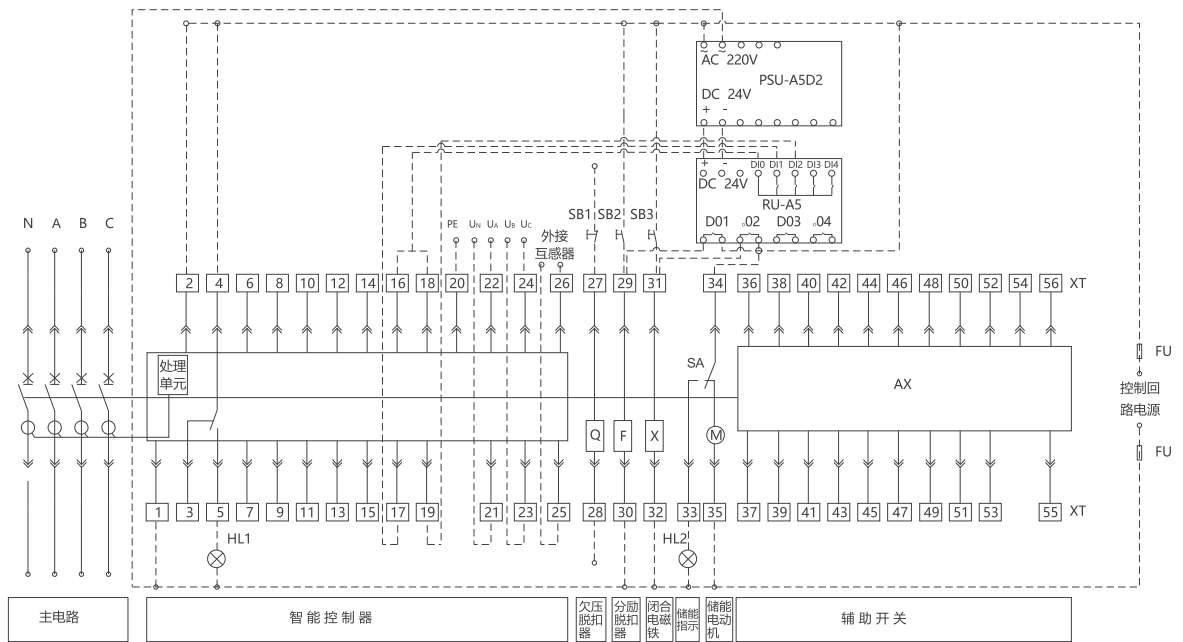 AC 220V
PSU-A5D2
DC 24V
+ -
+ - DI0 DI1 DI2 DI3 DI4
DC 24V
RU-A5
D01 02 D03 04
N A B C
SB1 SB2 SB3
PE UN UA UB UC
外接
互感器
2 4 6 8 10 12 14 16 18 20 22 24 26 27 29 31 34 36 38 40 42 44 46 48 50 52 54 56 XT
处理
单元
SA
AX
FU
控制回
路电源
Q F X M
FU
1 3 5 7 9 11 13 15 17 19 21 23 25 28 30 32 33 35 37 39 41 43 45 47 49 51 53 55 XT
HL1
HL2
主电路
智能控制器
欠压
脱扣
器
分励
脱扣
器
闭合
电磁
铁
储能
指示
储能
电动
机
辅助开关